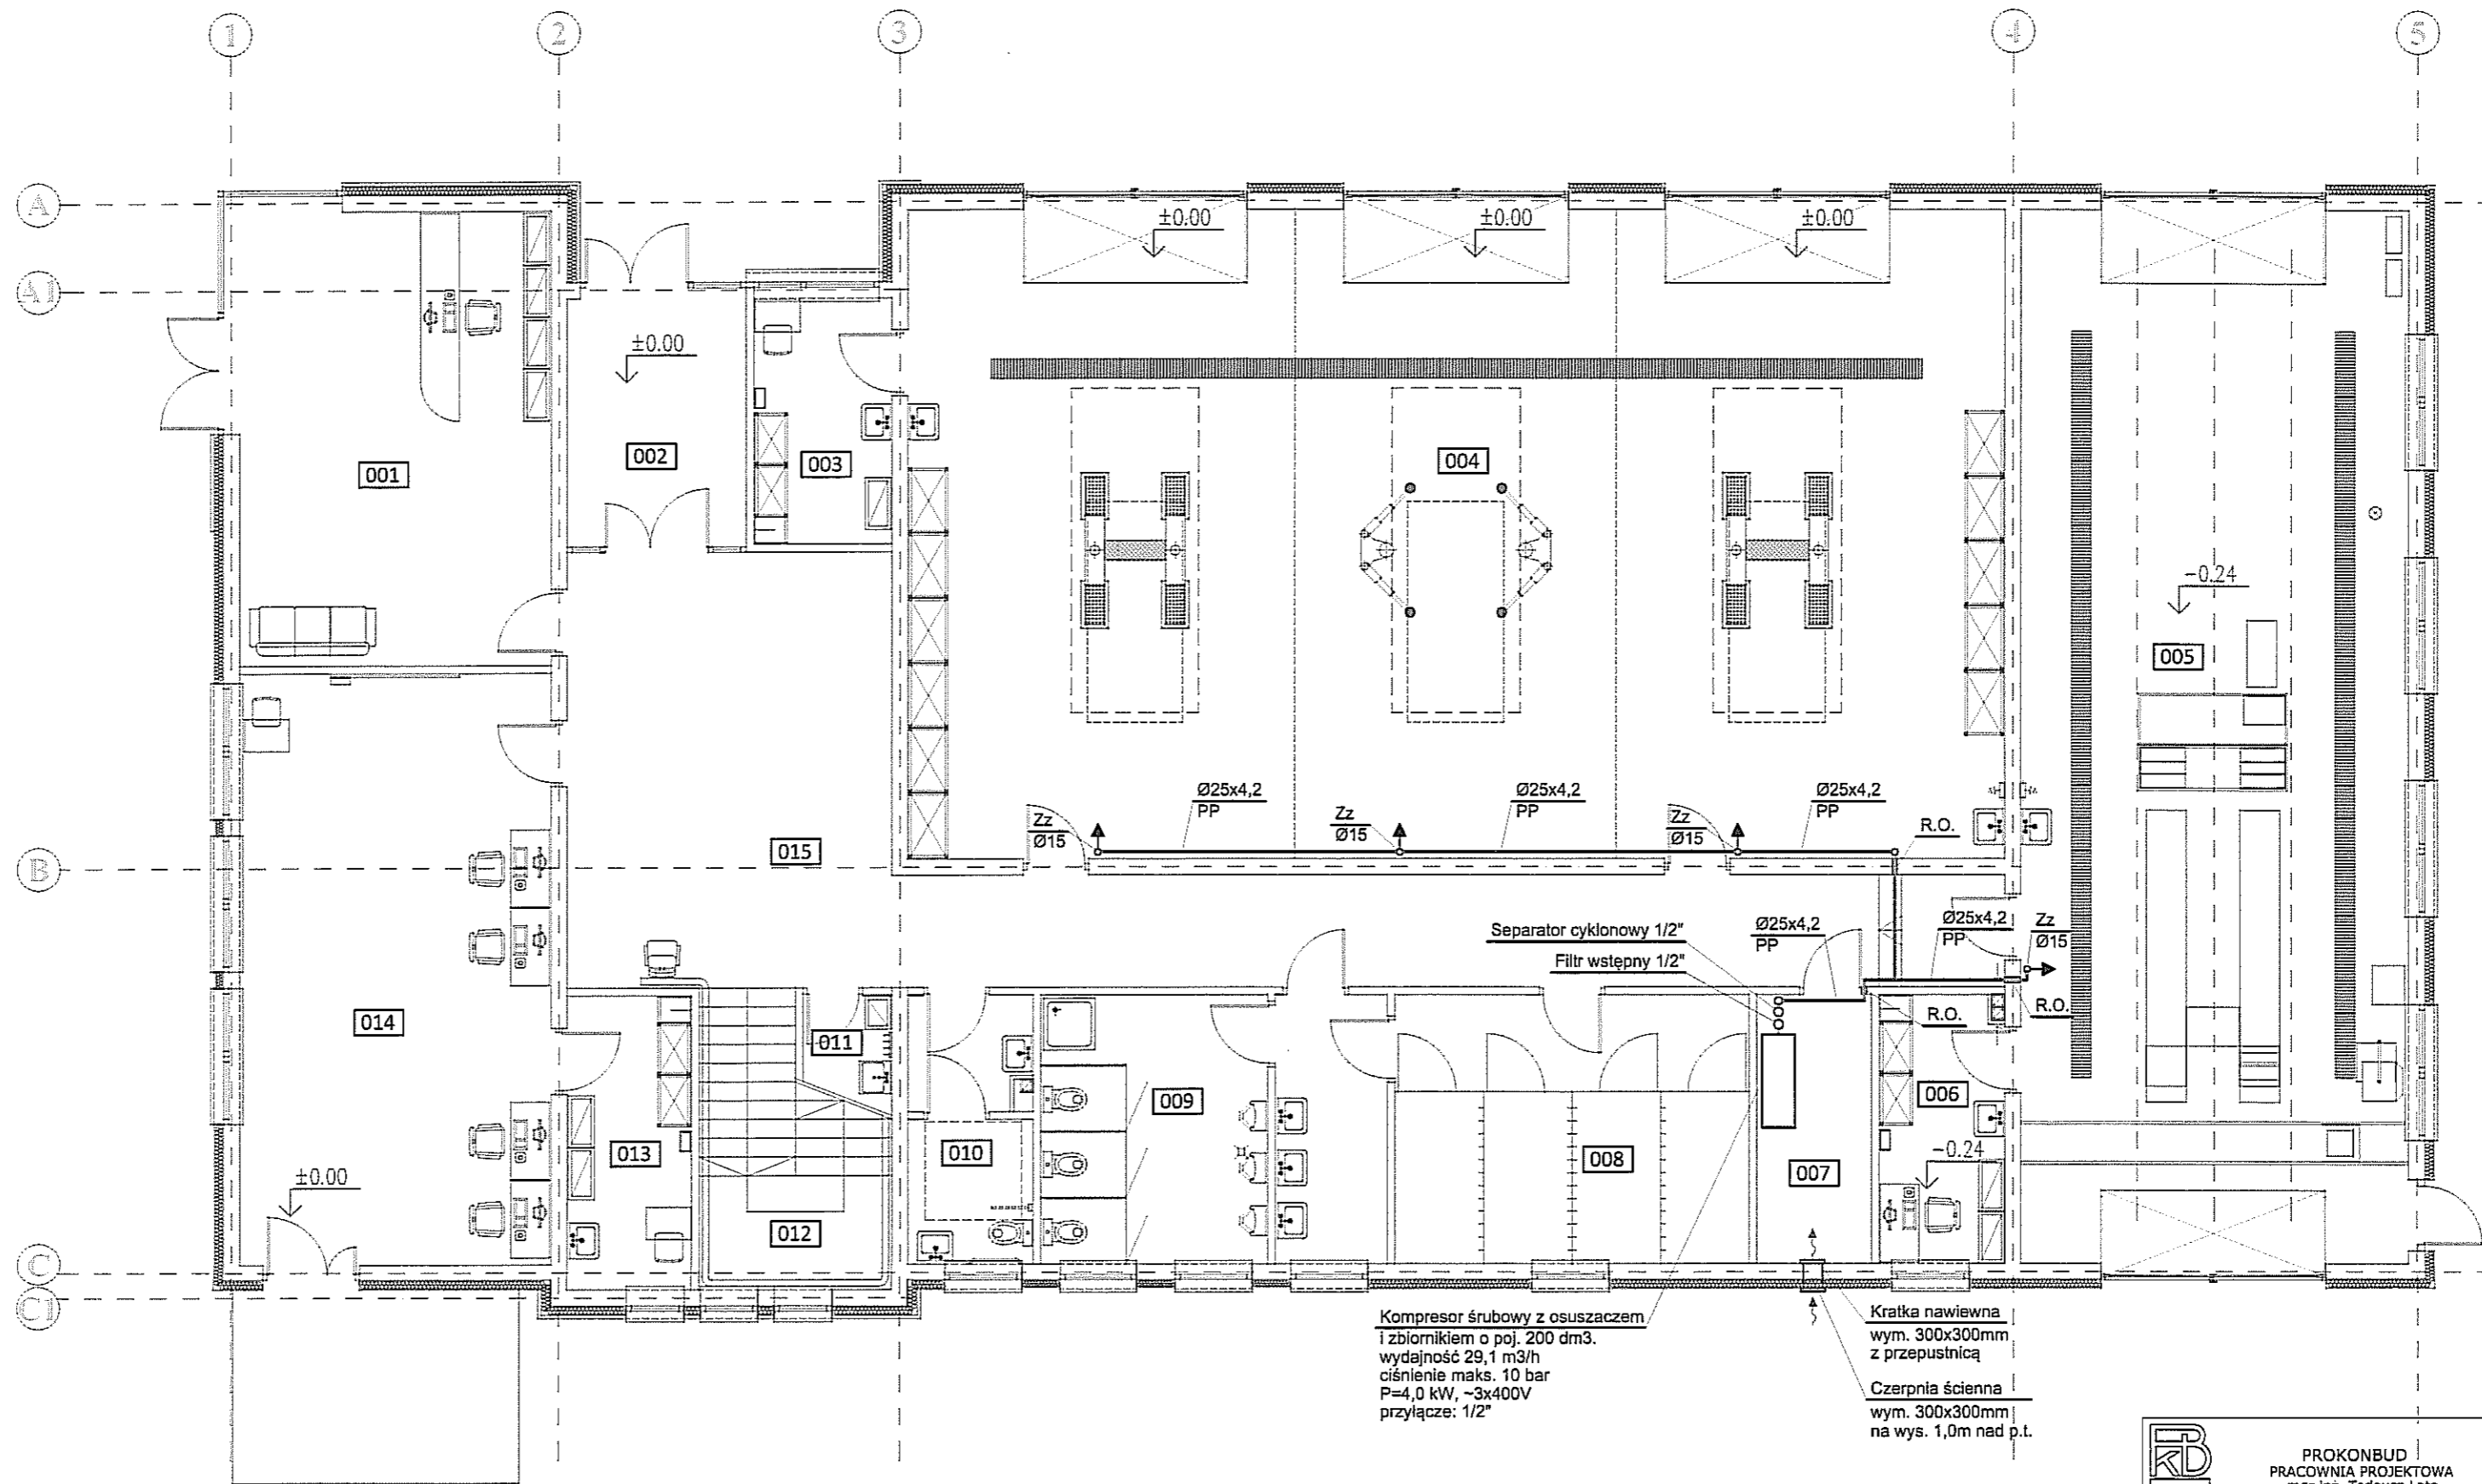 1
2
3
4
5
A
A1
B
C
C1
±0.00
±0.00
±0.00
±0.00
001
002
003
004
-0.24
005
Ø25x4,2
PP
Ø25x4,2
PP
Ø25x4,2
PP
Zz
Ø15
Zz
Ø15
Zz
Ø15
R.O.
015
Separator cyklonowy 1/2"
Filtr wstępny 1/2"
Ø25x4,2
PP
Ø25x4,2
PP
Zz
Ø15
R.O.
R.O.
014
011
009
006
013
010
008
007
-0.24
±0.00
012
Kompresor śrubowy z osuszaczem
i zbiornikiem o poj. 200 dm3.
wydajność 29,1 m3/h
ciśnienie maks. 10 bar
P=4,0 kW, ~3x400V
przyłącze: 1/2"
Kratka nawiewna
wym. 300x300mm
z przepustnicą
Czerpnia ścienna
wym. 300x300mm
na wys. 1,0m nad p.t.
PROKONBUD
PRACOWNIA PROJEKTOWA